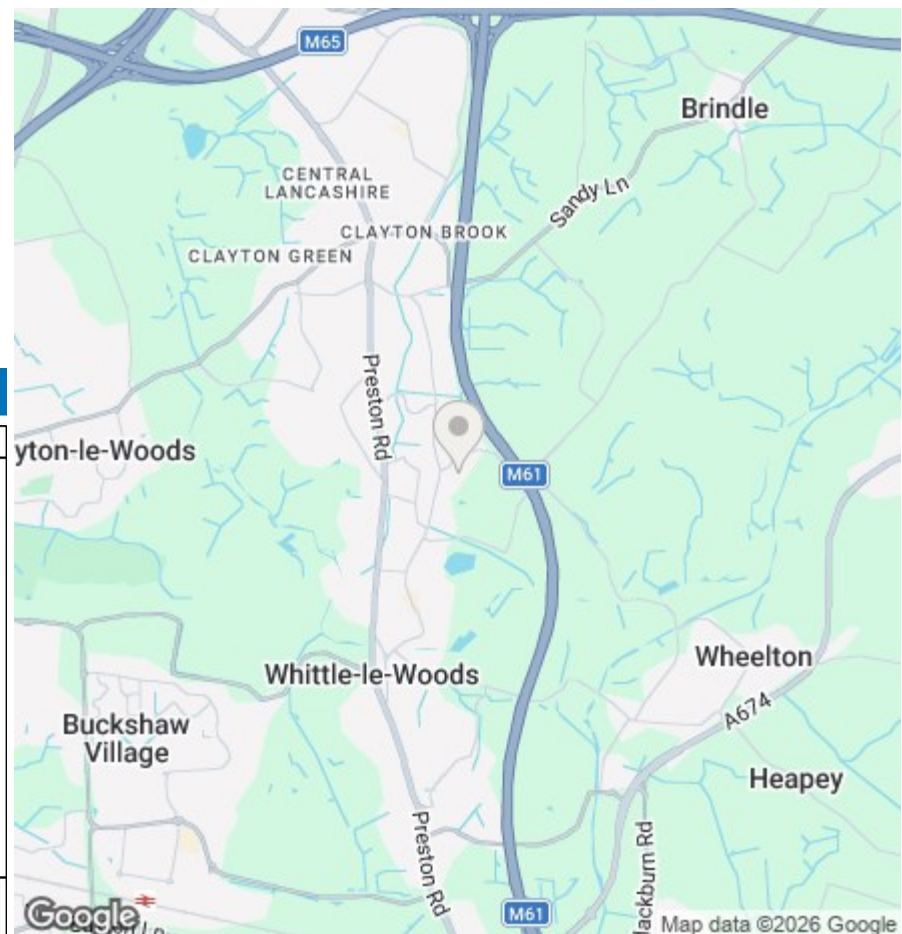 M65
Brindle
CENTRAL
LANCASHIRE
Sandy Ln
CLAYTON BROOK
CLAYTON GREEN
Preston Rd
yton-le-Woods
M61
Whittle-le-Woods
Wheelton
A674
Buckshaw
Village
Heapey
Preston Rd
lackburn Rd
M61
Google
Map data ©2026 Google